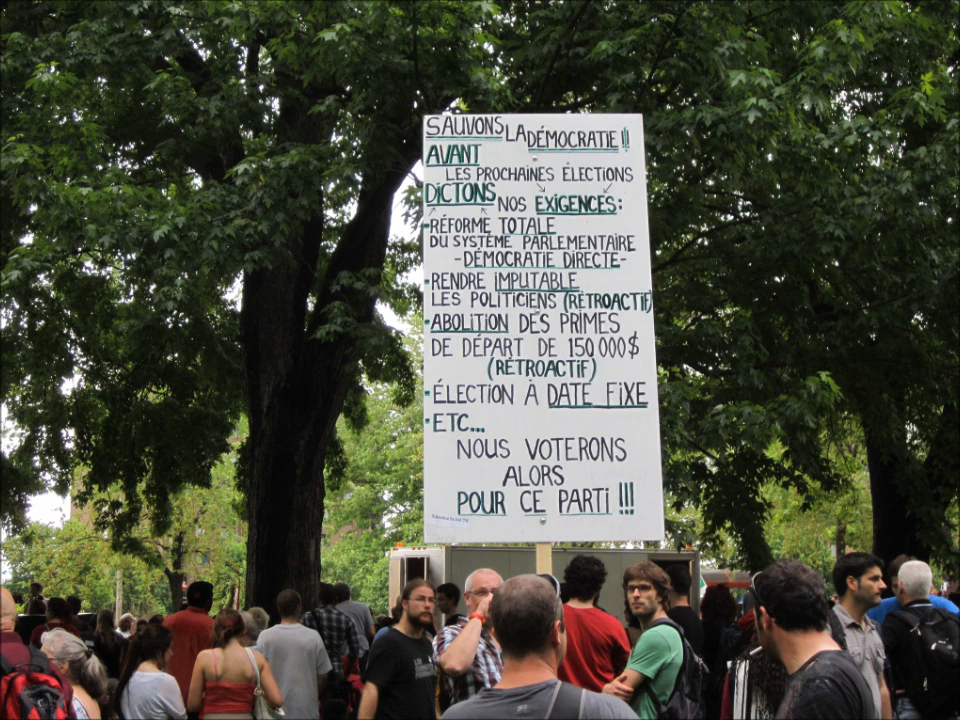 SAUVONS LA DÉMOCRATIE !!
AVANT
LES PROCHAINES ÉLECTIONS
DICTONS NOS EXIGENCES:
-RÉFORME TOTALE
DU SYSTÈME PARLEMENTAIRE
-DÉMOCRATIE DIRECTE-
-RENDRE IMPUTABLE
LES POLITICIENS (RÉTROACTIF)
-ABOLITION DES PRIMES
DE DÉPART DE 150 000$
(RÉTROACTIF)
-ÉLECTION À DATE FIXE
-ETC...
NOUS VOTERONS
ALORS
POUR CE PARTI !!!